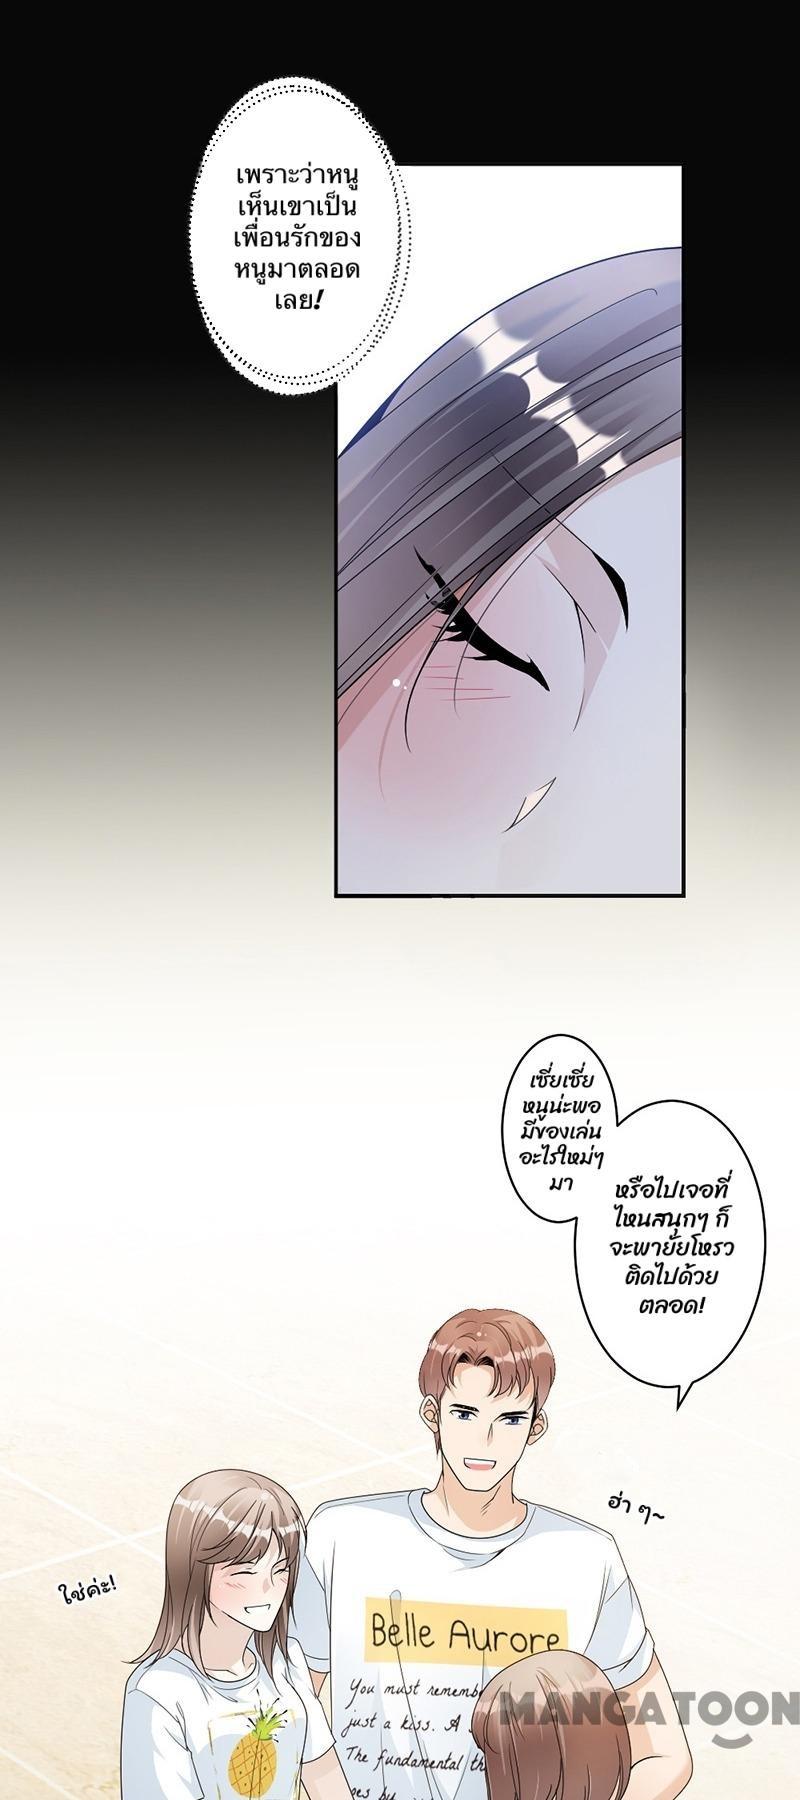 เพราะว่าหนู
เห็นเขาเป็น
เพื่อนรักของ
หนูมาตลอด
เลย!
เซี่ยเซี่ย
หนูน่ะพอ
มีของเล่น
อะไรใหม่ๆ
มา
หรือไปเจอที่
ไหนสนุกๆ ก็
จะพายัยโหรว
ติดไปด้วย
ตลอด!
ฮ่า ๆ~
ใช่ค่ะ!
Belle Aurore
You must rememb
just a kiss. A
The fundamental th
es by
MANGATOON